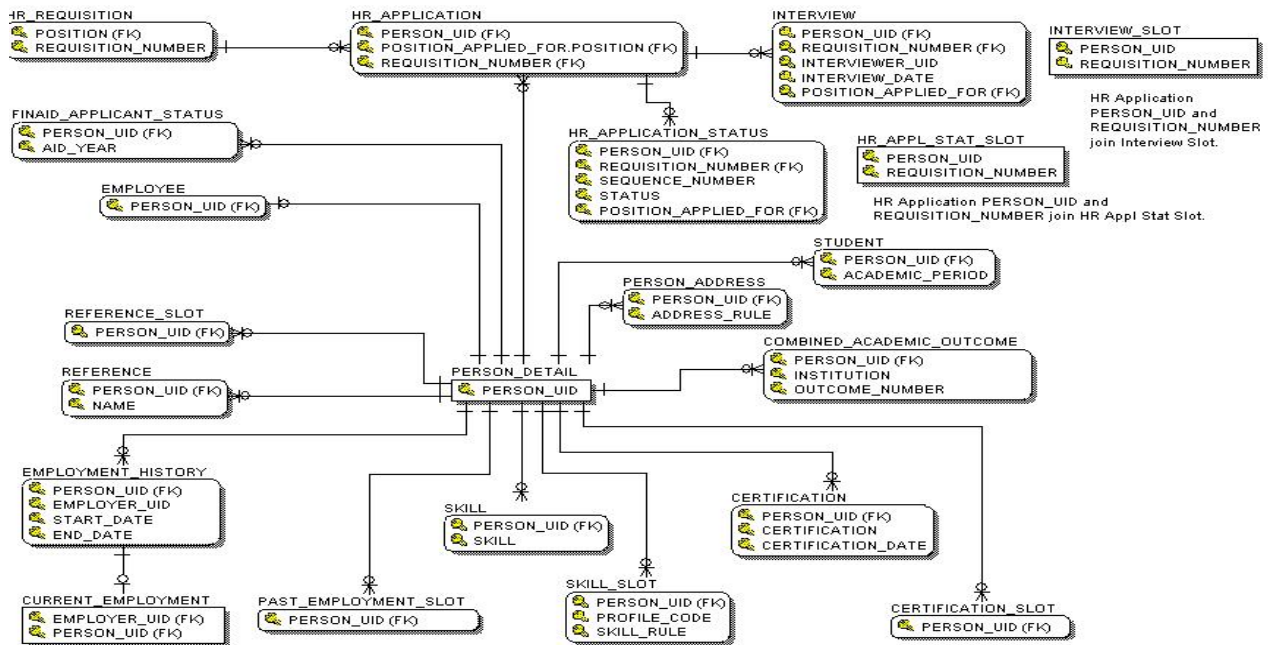 HR_REQUISITION
POSITION (FK)
REQUISITION_NUMBER
HR_APPLICATION
PERSON_UID (FK)
POSITION_APPLIED_FOR.POSITION (FK)
REQUISITION_NUMBER (FK)
INTERVIEW
PERSON_UID (FK)
REQUISITION_NUMBER (FK)
INTERVIEWER_UID
INTERVIEW_DATE
POSITION_APPLIED_FOR (FK)
INTERVIEW_SLOT
PERSON_UID
REQUISITION_NUMBER
HR Application
PERSON_UID and
REQUISITION_NUMBER
join Interview Slot.
FINAID_APPLICANT_STATUS
PERSON_UID (FK)
AID_YEAR
HR_APPLICATION_STATUS
PERSON_UID (FK)
REQUISITION_NUMBER (FK)
SEQUENCE_NUMBER
STATUS
POSITION_APPLIED_FOR (FK)
HR_APPL_STAT_SLOT
PERSON_UID
REQUISITION_NUMBER
HR Application PERSON_UID and
REQUISITION_NUMBER join HR Appl Stat Slot.
EMPLOYEE
PERSON_UID (FK)
STUDENT
PERSON_UID (FK)
ACADEMIC_PERIOD
PERSON_ADDRESS
PERSON_UID (FK)
ADDRESS_RULE
REFERENCE_SLOT
PERSON_UID (FK)
COMBINED_ACADEMIC_OUTCOME
PERSON_UID (FK)
INSTITUTION
OUTCOME_NUMBER
REFERENCE
PERSON_UID (FK)
NAME
PERSON_DETAIL
PERSON_UID
EMPLOYMENT_HISTORY
PERSON_UID (FK)
EMPLOYER_UID
START_DATE
END_DATE
SKILL
PERSON_UID (FK)
SKILL
CERTIFICATION
PERSON_UID (FK)
CERTIFICATION
CERTIFICATION_DATE
CURRENT_EMPLOYMENT
EMPLOYER_UID (FK)
PERSON_UID (FK)
PAST_EMPLOYMENT_SLOT
PERSON_UID (FK)
SKILL_SLOT
PERSON_UID (FK)
PROFILE_CODE
SKILL_RULE
CERTIFICATION_SLOT
PERSON_UID (FK)